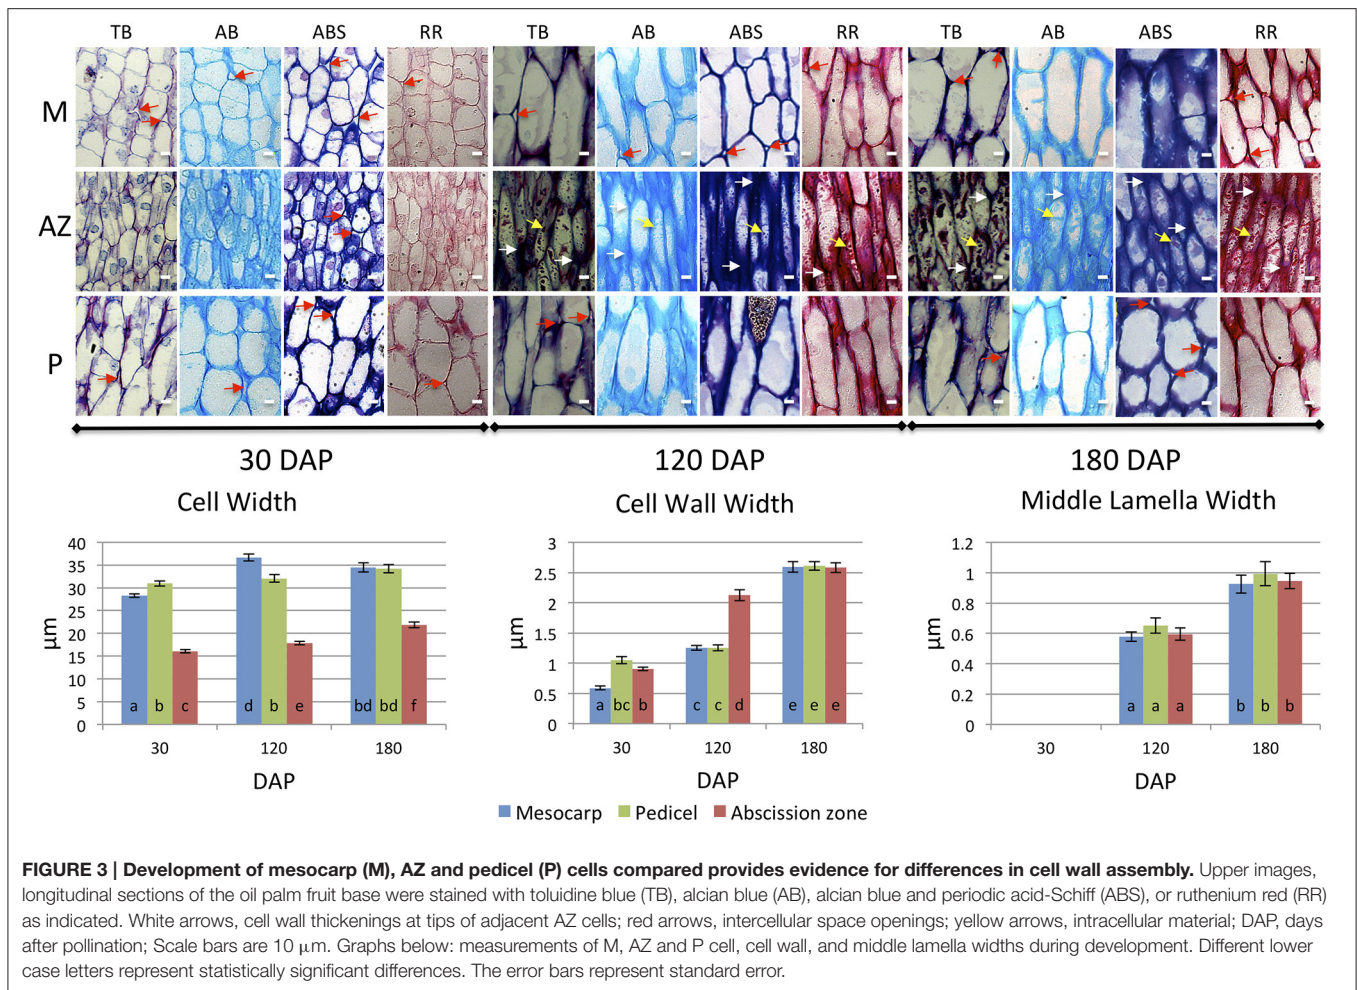 TB AB ABS RR TB AB ABS RR TB AB ABS RR
M
AZ
P
30 DAP 120 DAP 180 DAP
Cell Width
40
35
30
25
20
15
10
5
0
μm
a b c d b e bd bd f
30 120 180
DAP
Cell Wall Width
3
2.5
2
1.5
1
0.5
0
μm
a bc b c c d e e e
30 120 180
DAP
Middle Lamella Width
1.2
1
0.8
0.6
0.4
0.2
0
μm
a a a b b b
30 120 180
DAP
Mesocarp Pedicel Abscission zone
FIGURE 3 | Development of mesocarp (M), AZ and pedicel (P) cells compared provides evidence for differences in cell wall assembly. Upper images,
longitudinal sections of the oil palm fruit base were stained with toluidine blue (TB), alcian blue (AB), alcian blue and periodic acid-Schiff (ABS), or ruthenium red (RR)
as indicated. White arrows, cell wall thickenings at tips of adjacent AZ cells; red arrows, intercellular space openings; yellow arrows, intracellular material; DAP, days
after pollination; Scale bars are 10 μm. Graphs below: measurements of M, AZ and P cell, cell wall, and middle lamella widths during development. Different lower
case letters represent statistically significant differences. The error bars represent standard error.